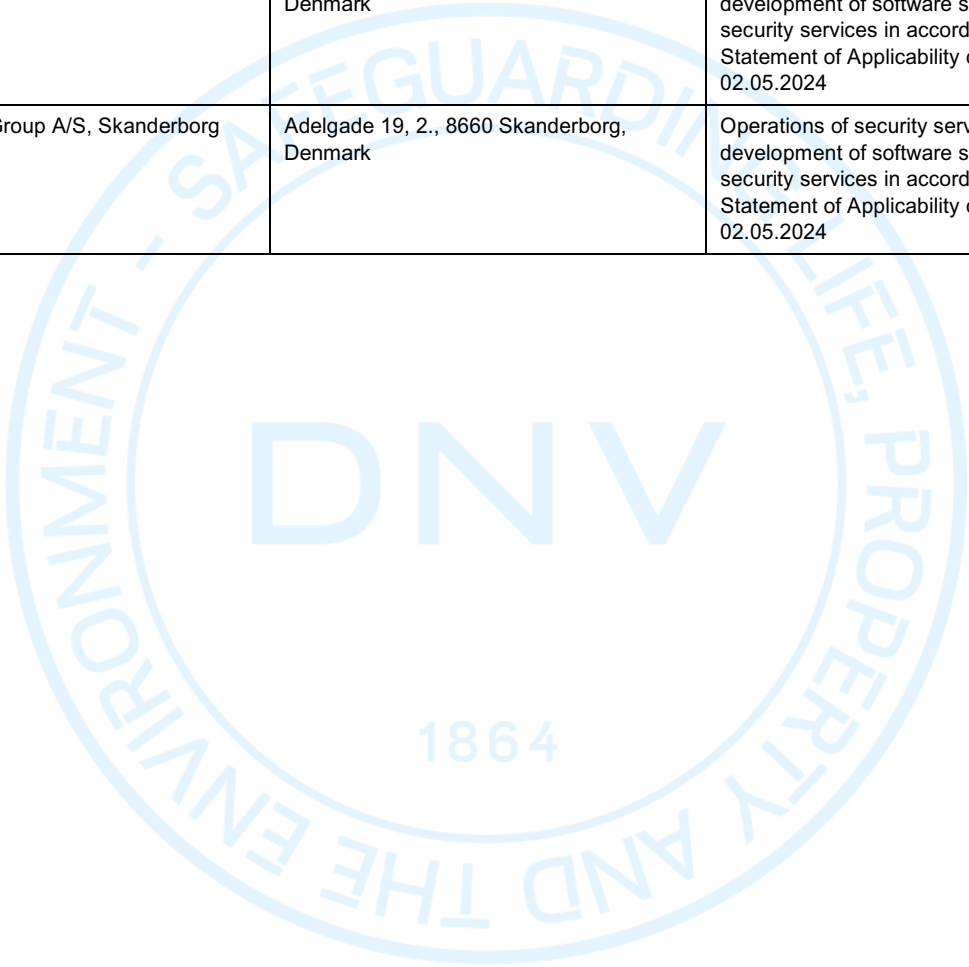 Denmark
development of software s
security services in accord
Statement of Applicability
02.05.2024
Group A/S, Skanderborg
Adelgade 19, 2., 8660 Skanderborg,
Denmark
Operations of security serv
development of software s
security services in accord
Statement of Applicability
02.05.2024
SAFEGUARDING LIFE, PROPERTY AND THE ENVIRONMENT –
DNV
1864